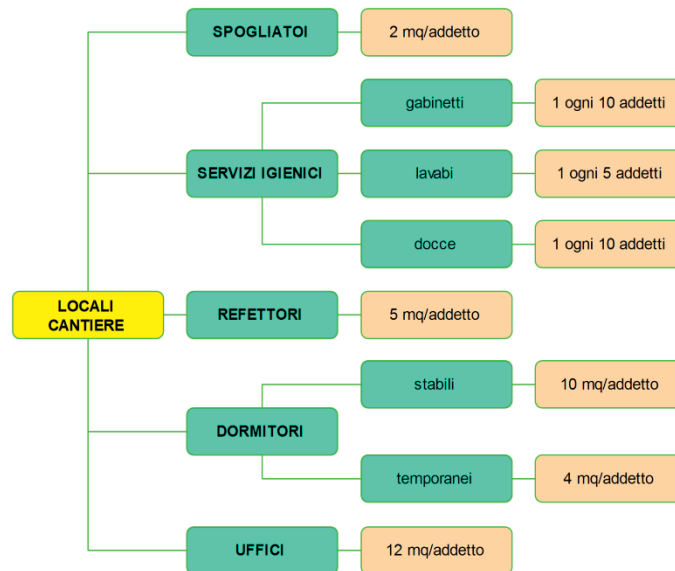 SPOGLIATOI
2 mq/addetto
gabinetti
1 ogni 10 addetti
SERVIZI IGIENICI
lavabi
1 ogni 5 addetti
docce
1 ogni 10 addetti
LOCALI
CANTIERE
REFETTORI
5 mq/addetto
stabili
10 mq/addetto
DORMITORI
temporanei
4 mq/addetto
UFFICI
12 mq/addetto